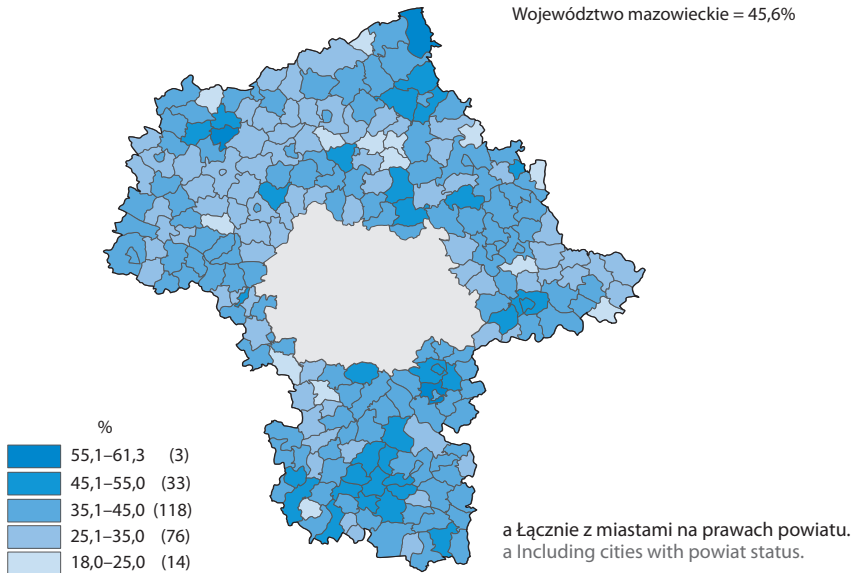 Województwo mazowieckie = 45,6%
%
55,1–61,3 (3)
45,1–55,0 (33)
35,1–45,0 (118)
25,1–35,0 (76)
18,0–25,0 (14)
a Łącznie z miastami na prawach powiatu.
a Including cities with powiat status.